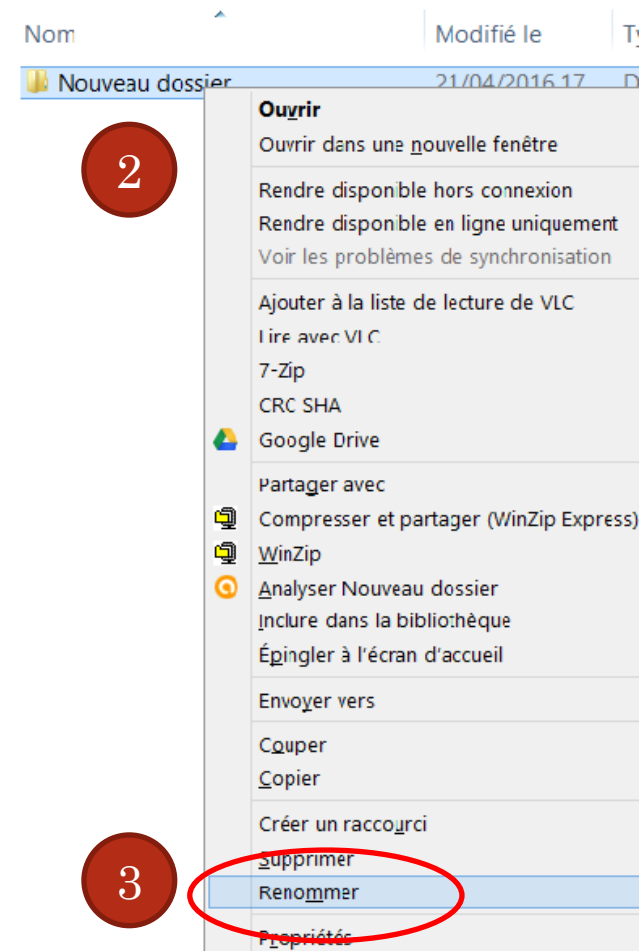 Nom Modifié le Ty
Nouveau dossier 21/04/2016 17 D
2
Ouvrir
Ouvrir dans une nouvelle fenêtre
Rendre disponible hors connexion
Rendre disponible en ligne uniquement
Voir les problèmes de synchronisation
Ajouter à la liste de lecture de VLC
Lire avec VLC
7-Zip
CRC SHA
Google Drive
Partager avec
Compresser et partager (WinZip Express)
WinZip
Analyser Nouveau dossier
Inclure dans la bibliothèque
Épingler à l'écran d'accueil
Envoyer vers
Couper
Copier
Créer un raccourci
Supprimer
3
Renommer
Propriétés